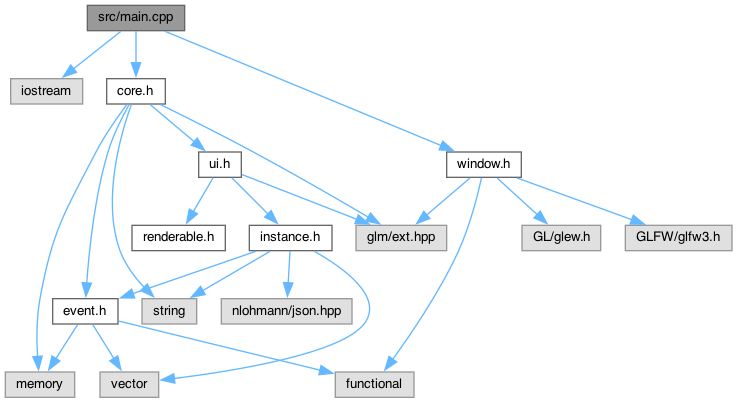 src/main.cpp
iostream
core.h
ui.h
window.h
renderable.h
instance.h
glm/ext.hpp
GL/glew.h
GLFW/glfw3.h
event.h
string
nlohmann/json.hpp
memory
vector
functional